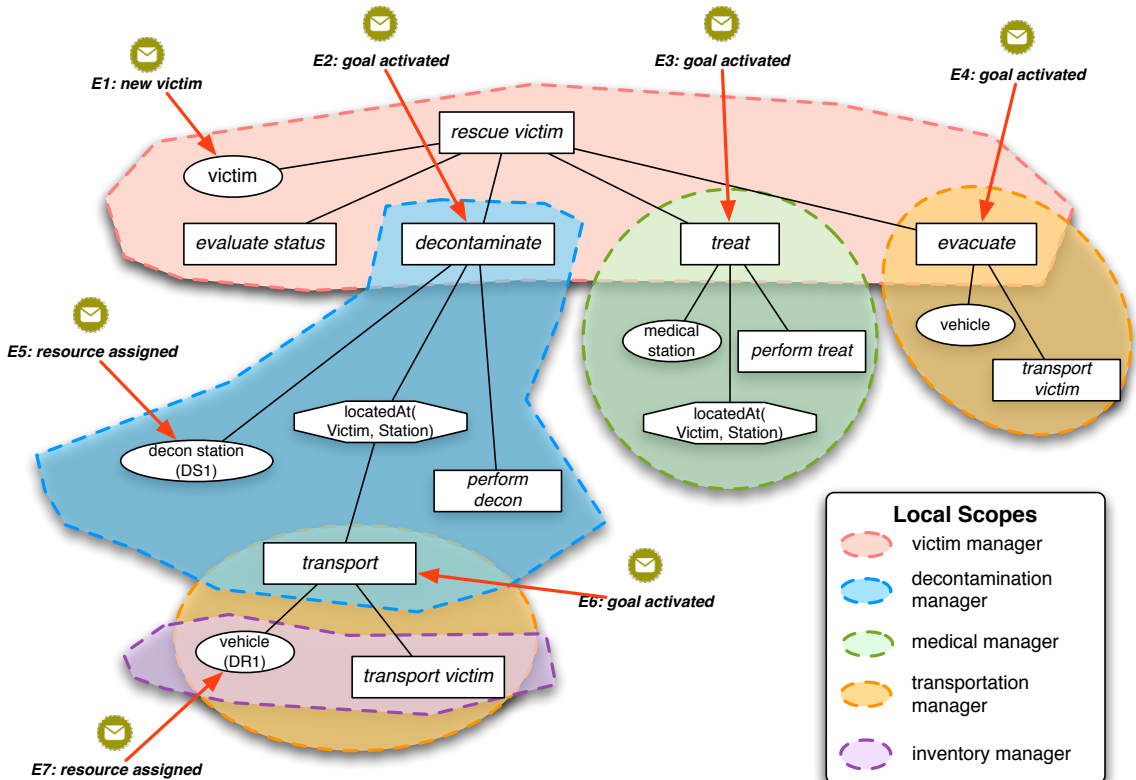 E1: new victim
E2: goal activated
E3: goal activated
E4: goal activated
rescue victim
victim
evaluate status
decontaminate
treat
evacuate
E5: resource assigned
medical
station
perform treat
vehicle
transport
victim
locatedAt(
Victim, Station)
locatedAt(
Victim, Station)
decon station
(DS1)
perform
decon
transport
E6: goal activated
vehicle
(DR1)
transport victim
E7: resource assigned
Local Scopes
victim manager
decontamination
manager
medical manager
transportation
manager
inventory manager